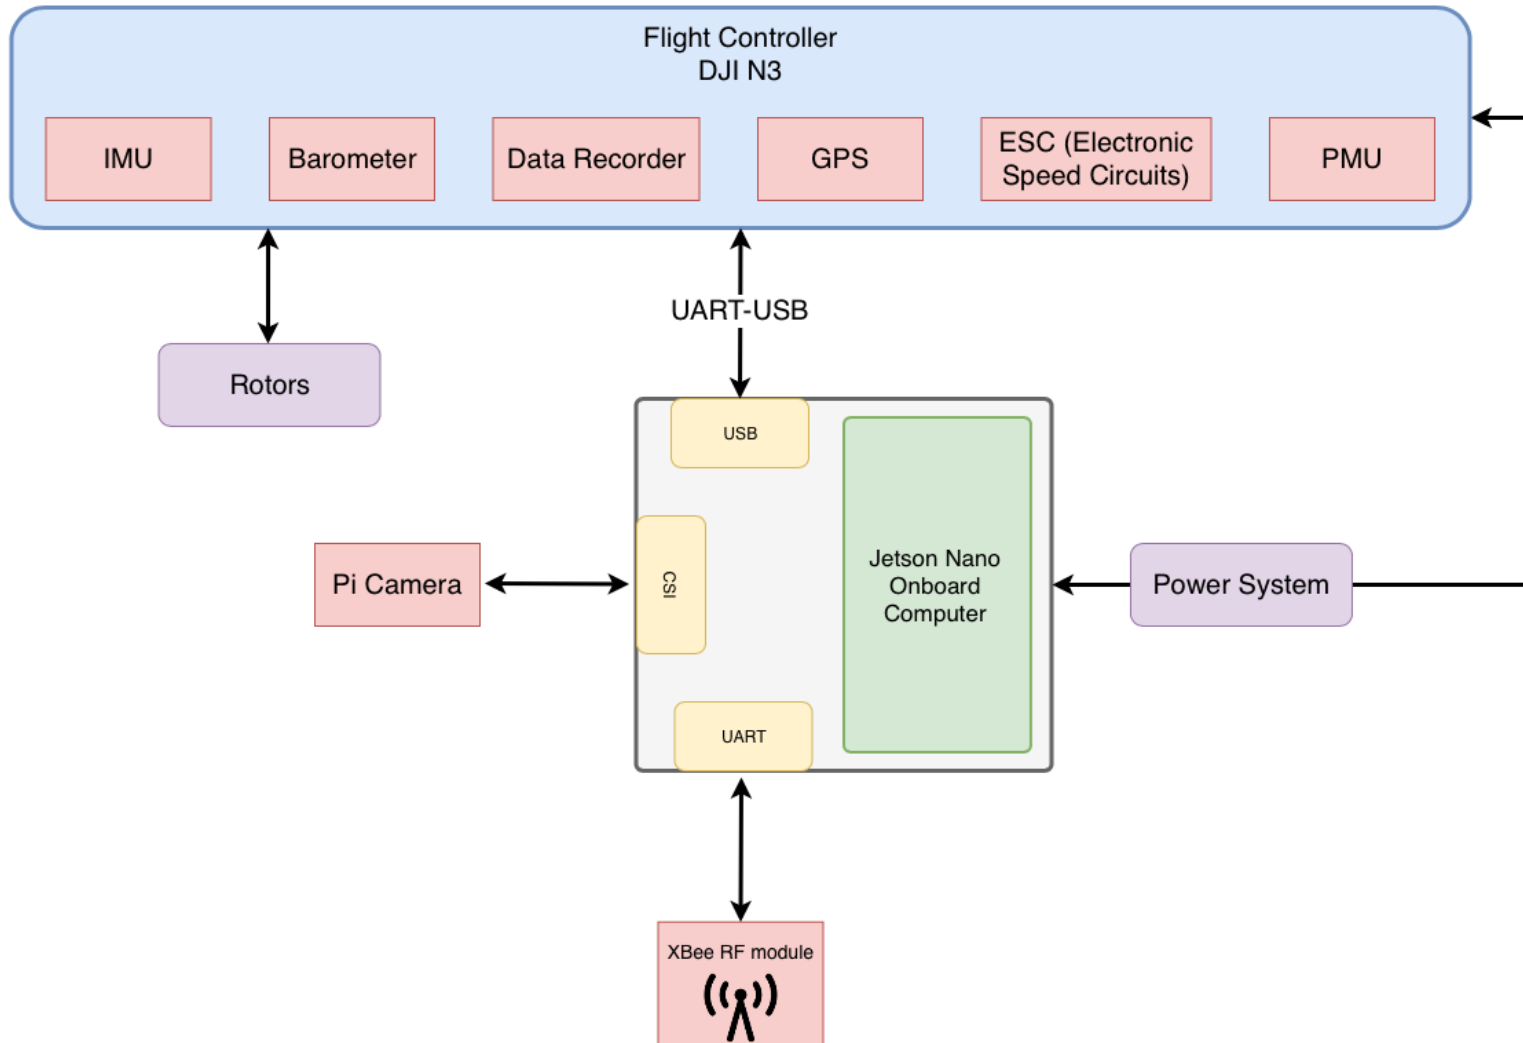 Flight Controller
DJI N3
IMU
Barometer
Data Recorder
GPS
ESC (Electronic
Speed Circuits)
PMU
UART-USB
Rotors
USB
CSI
Pi Camera
Jetson Nano
Onboard
Computer
Power System
UART
XBee RF module